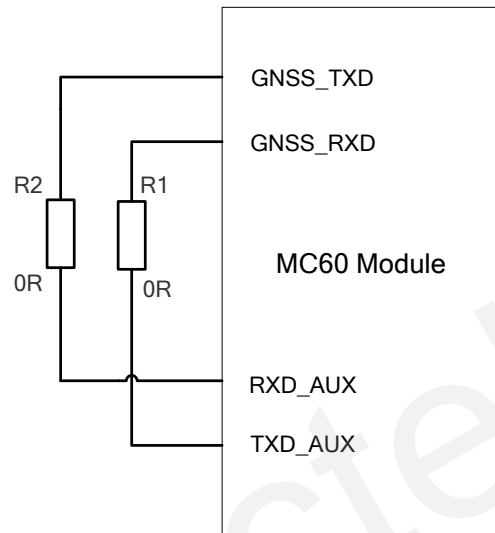 GNSS_TXD
GNSS_RXD
R2
R1
0R
0R
MC60 Module
RXD_AUX
TXD_AUX